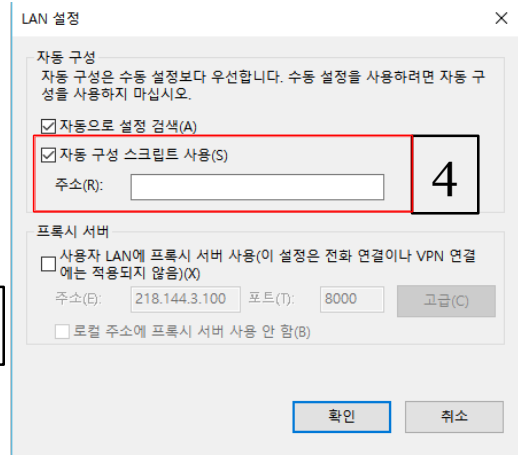 LAN 설정
자동 구성
자동 구성은 수동 설정보다 우선합니다. 수동 설정을 사용하려면 자동 구
성을 사용하지 마십시오.
자동으로 설정 검색(A)
자동 구성 스크립트 사용(S)
주소(R):
4
프록시 서버
사용자 LAN에 프록시 서버 사용(이 설정은 전화 연결이나 VPN 연결
에는 적용되지 않음)(X)
주소(E): 218.144.3.100 포트(T): 8000 고급(C)
로컬 주소에 프록시 서버 사용 안 함(B)
확인 취소